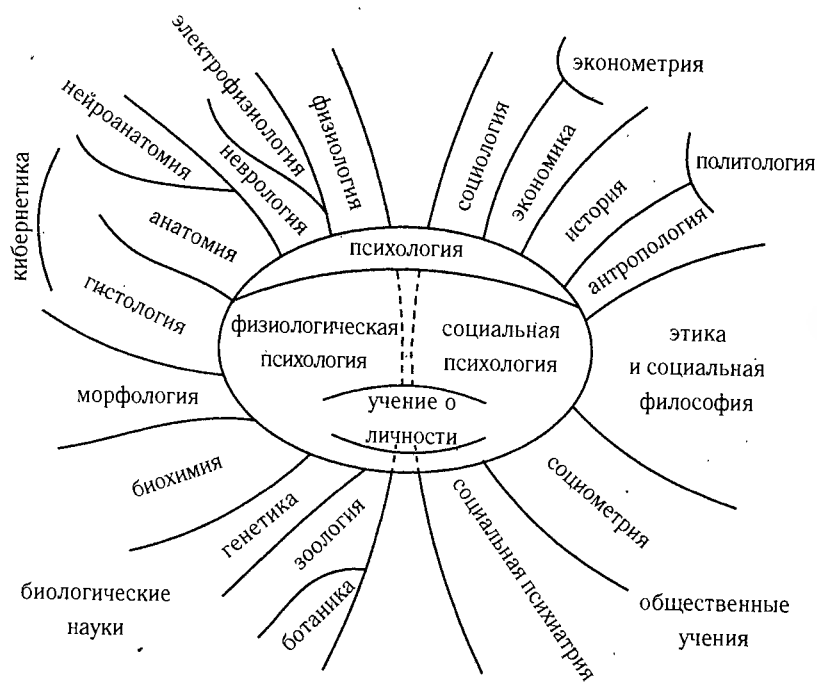 электрофизиология
нейроанатомия
кибернетика
неврология
физиология
анатомия
гистология
социология
эконометрия
экономика
история
политология
антропология
психология
физиологическая
психология
социальная
психология
учение о
личности
этика
и социальная
философия
морфология
биохимия
генетика
зоология
ботаника
социометрия
социальная психиатрия
биологические
науки
общественные
учения